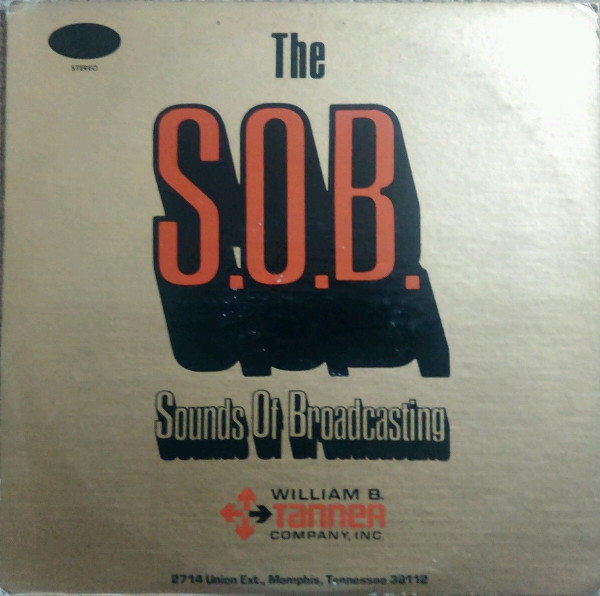 STEREO
The
S.O.B.
Sounds Of Broadcasting
WILLIAM B.
TANNER
COMPANY, INC.
2714 Union Ext., Memphis, Tennessee 38112